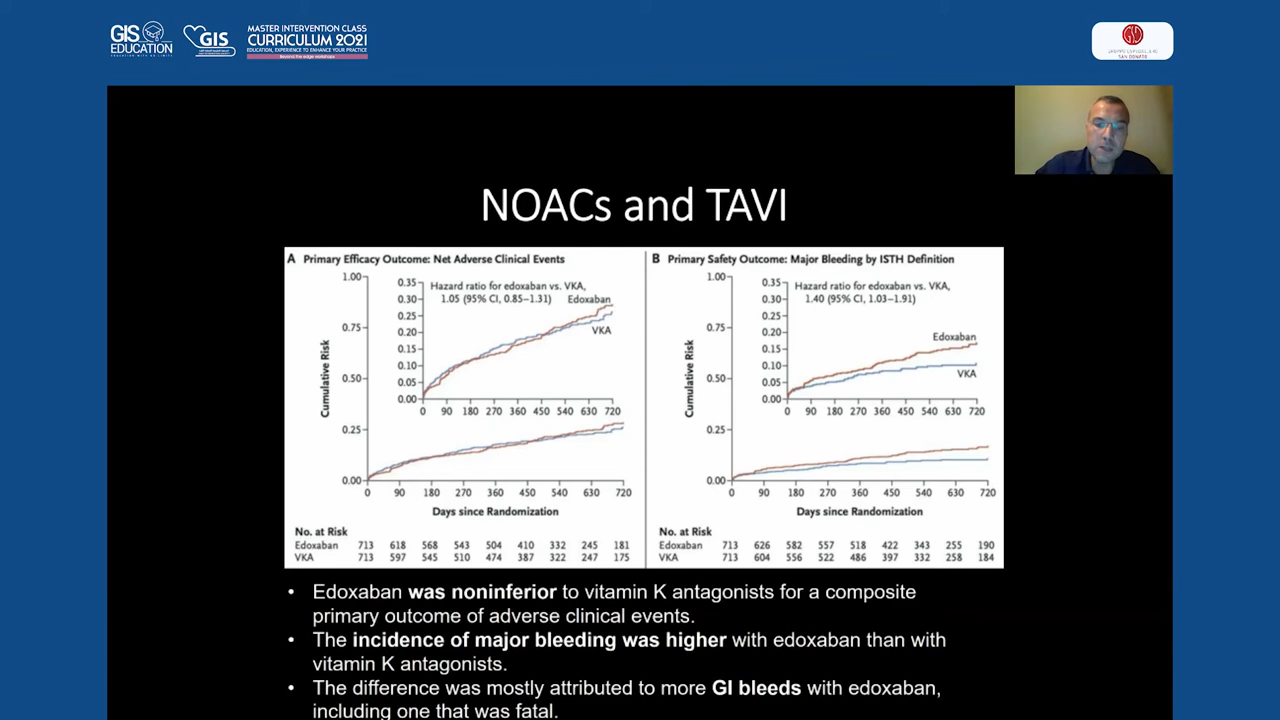 GIS
EDUCATION
GIS
MASTER INTERVENTION CLASS
CURRICULUM 2021
EDUCATION, EXPERIENCE TO ENHANCE YOUR PRACTICE
Beyond the edge workshops
SAN DONATO
NOACs and TAVI
A Primary Efficacy Outcome: Net Adverse Clinical Events
1.00
0.75
0.50
0.25
0.00
Cumulative Risk
0.35
0.30
0.25
0.20
0.15
0.10
0.05
0.00
Hazard ratio for edoxaban vs. VKA,
1.05 (95% CI, 0.85–1.31)
Edoxaban
VKA
0 90 180 270 360 450 540 630 720
0 90 180 270 360 450 540 630 720
Days since Randomization
No. at Risk
Edoxaban 713 618 568 543 504 410 332 245 181
VKA 713 597 545 510 474 387 322 247 175
B Primary Safety Outcome: Major Bleeding by ISTH Definition
1.00
0.75
0.50
0.25
0.00
Cumulative Risk
0.35
0.30
0.25
0.20
0.15
0.10
0.05
0.00
Hazard ratio for edoxaban vs. VKA,
1.40 (95% CI, 1.03–1.91)
Edoxaban
VKA
0 90 180 270 360 450 540 630 720
0 90 180 270 360 450 540 630 720
Days since Randomization
No. at Risk
Edoxaban 713 626 582 557 518 422 343 255 190
VKA 713 604 556 522 486 397 332 258 184
• Edoxaban was noninferior to vitamin K antagonists for a composite
primary outcome of adverse clinical events.
• The incidence of major bleeding was higher with edoxaban than with
vitamin K antagonists.
• The difference was mostly attributed to more GI bleeds with edoxaban,
including one that was fatal.